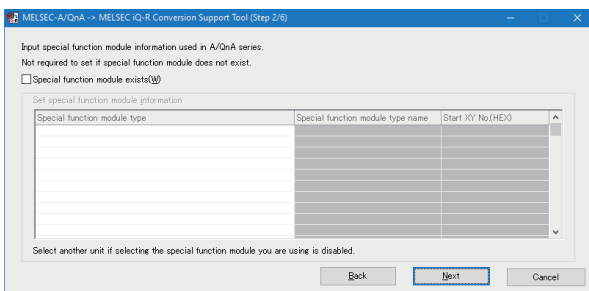 MELSEC-A/QnA -> MELSEC iQ-R Conversion Support Tool (Step 2/6)
Input special function module information used in A/QnA series.
Not required to set if special function module does not exist.
Special function module exists(W)
Set special function module information
Special function module type Special function module type name Start XY No.(HEX)
Select another unit if selecting the special function module you are using is disabled.
Back Next Cancel